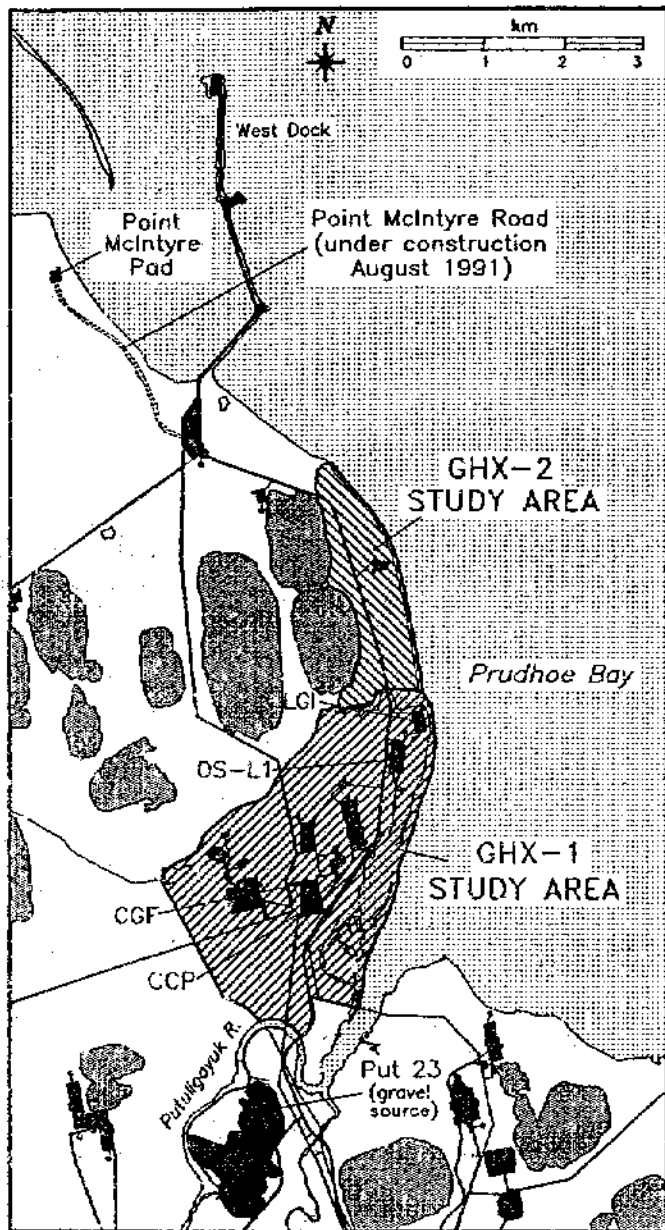 N
km
0 1 2 3
West Dock
Point
McIntyre
Pad
Point McIntyre Road
(under construction
August 1991)
GHX-2
STUDY AREA
Prudhoe Bay
LGI
DS-L1
GHX-1
STUDY AREA
CGF
CCP
Putuligayuk R.
Put 23
(gravel
source)